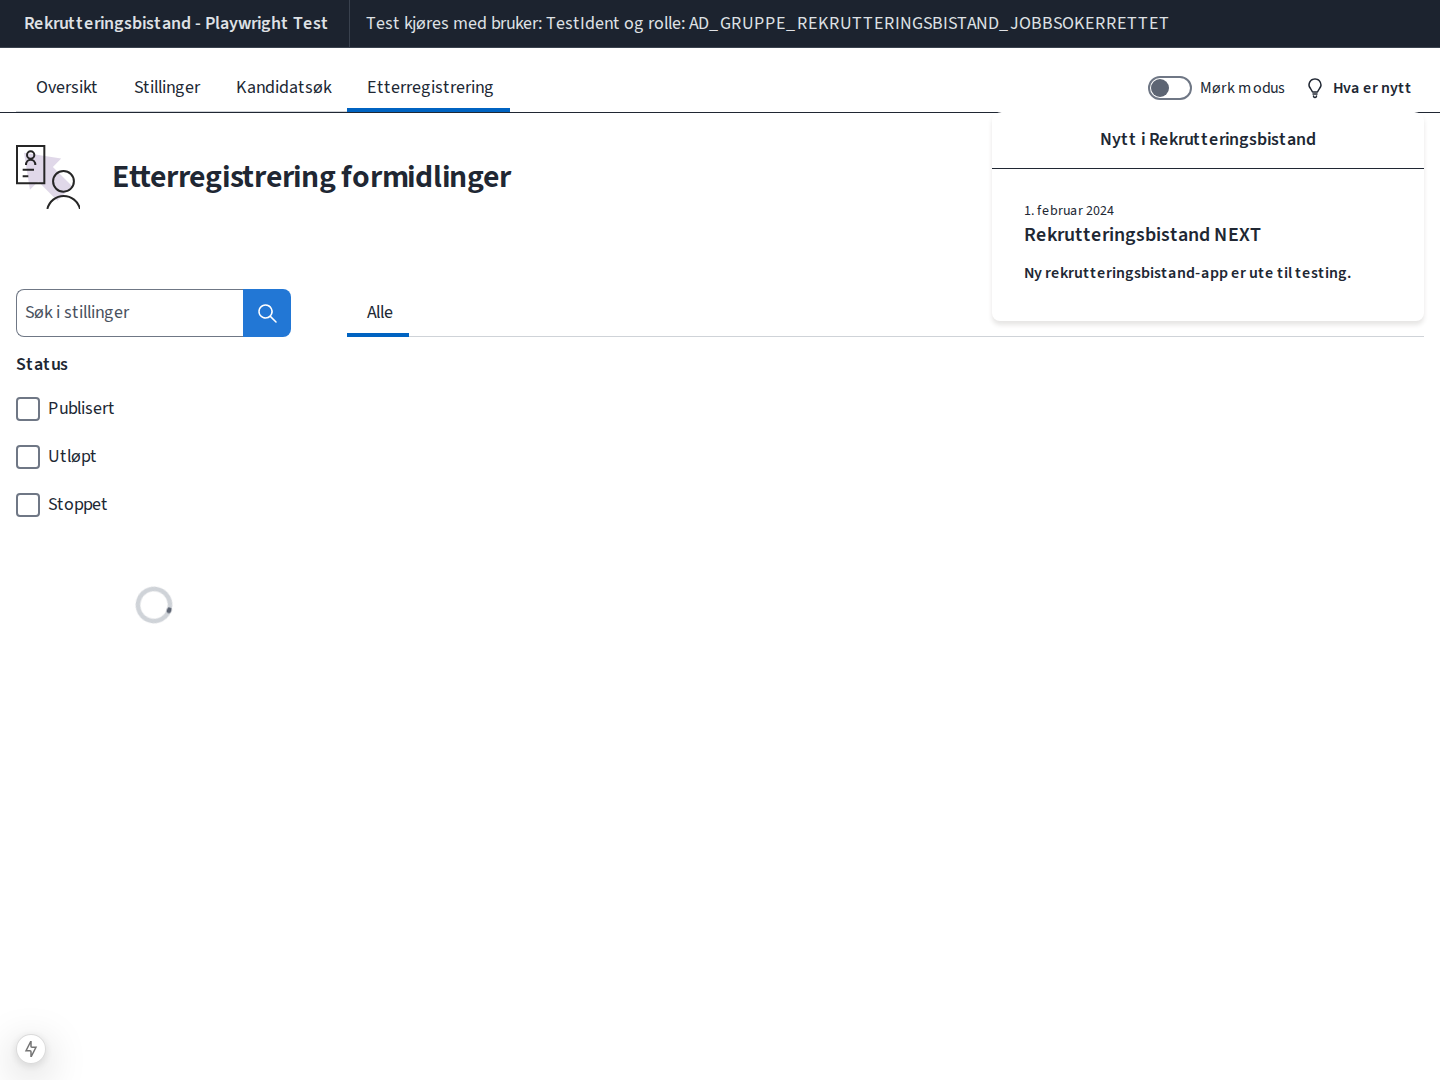 Rekrutteringsbistand - Playwright Test
Test kjøres med bruker: TestIdent og rolle: AD_GRUPPE_REKRUTTERINGSBISTAND_JOBBSOKERRETTET
Oversikt
Stillinger
Kandidatsøk
Etterregistrering
Mørk modus
Hva er nytt
Etterregistrering formidlinger
Nytt i Rekrutteringsbistand
1. februar 2024
Rekrutteringsbistand NEXT
Ny rekrutteringsbistand-app er ute til testing.
Søk i stillinger
Alle
Status
Publisert
Utløpt
Stoppet